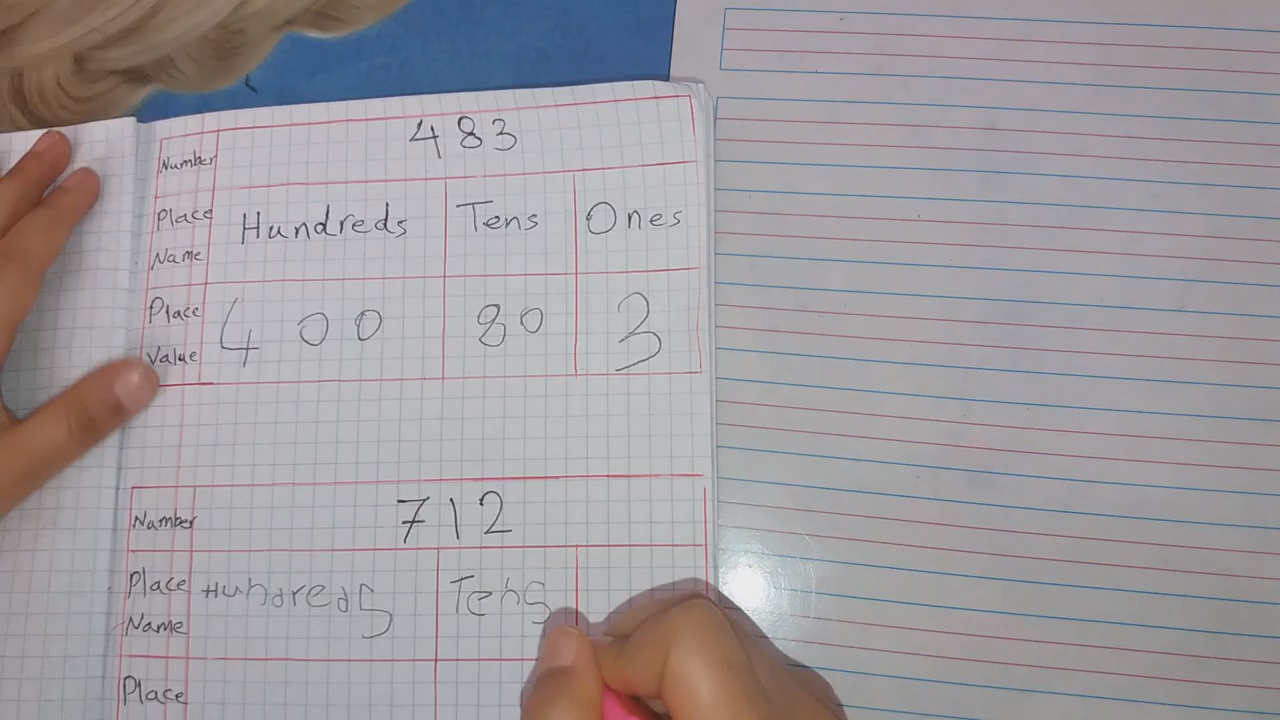 Number 483
Place Name Hundreds Tens Ones
Place Value 400 80 3
Number 712
Place Name Hundreds Tens
Place